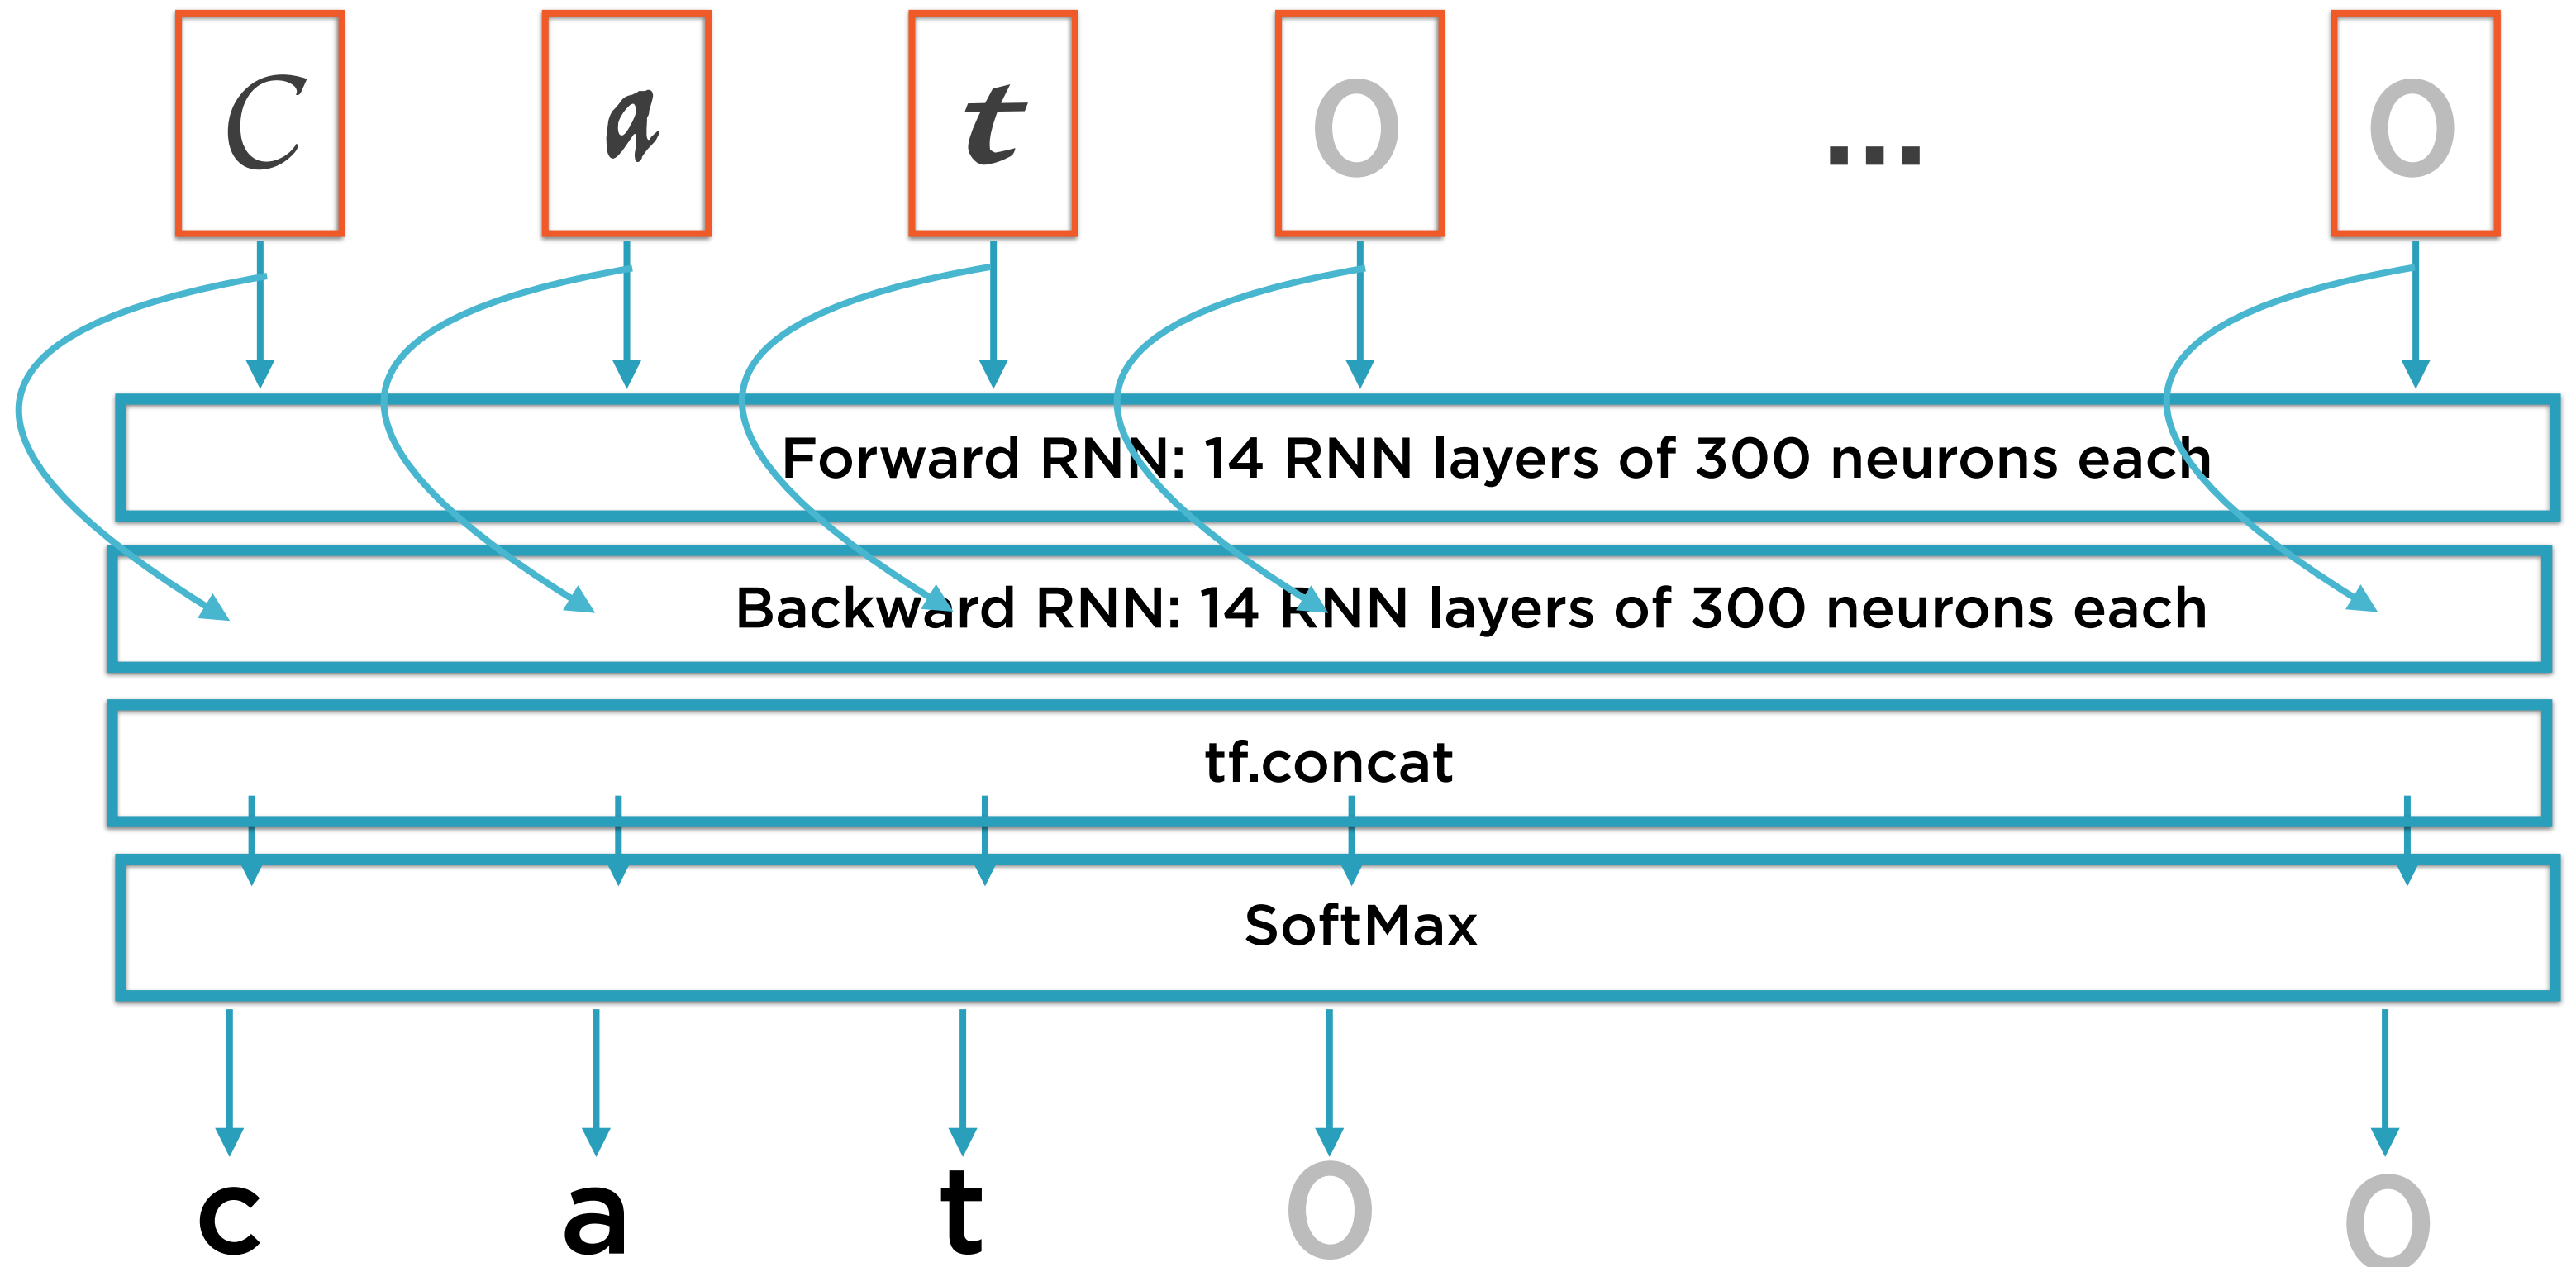 C a t 0 ... 0
Forward RNN: 14 RNN layers of 300 neurons each
Backward RNN: 14 RNN layers of 300 neurons each
tf.concat
SoftMax
c a t 0 0